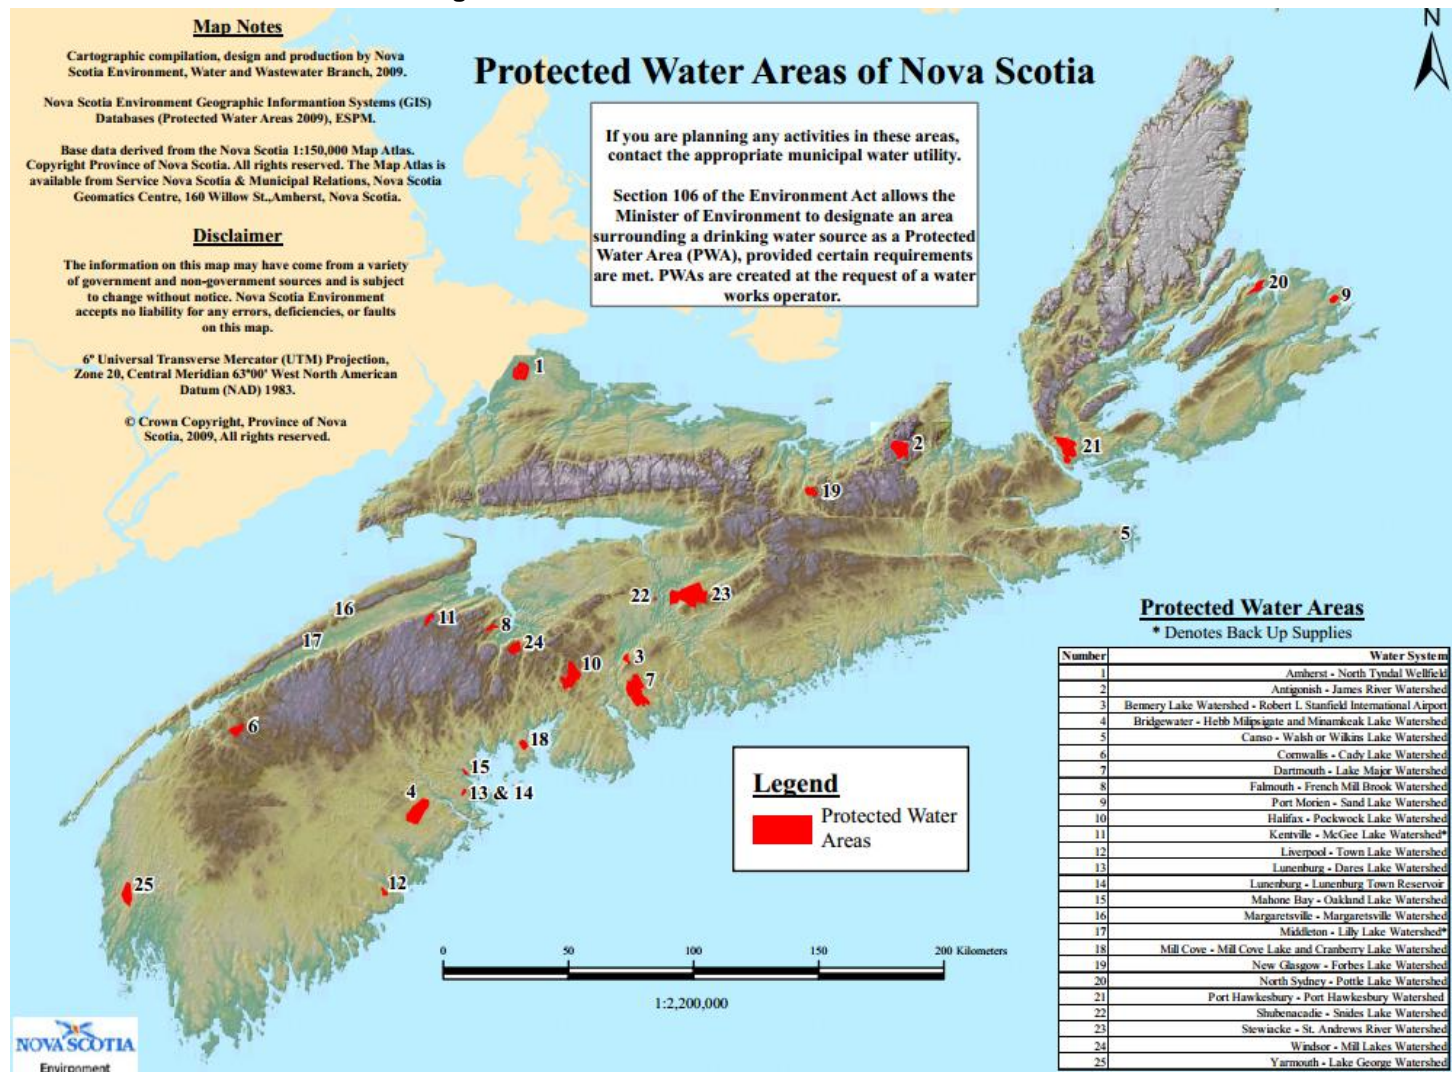 Map Notes
Cartographic compilation, design and production by Nova
Scotia Environment, Water and Wastewater Branch, 2009.
Nova Scotia Environment Geographic Informantion Systems (GIS)
Databases (Protected Water Areas 2009), ESPM.
Base data derived from the Nova Scotia 1:150,000 Map Atlas.
Copyright Province of Nova Scotia. All rights reserved. The Map Atlas is
available from Service Nova Scotia & Municipal Relations, Nova Scotia
Geomatics Centre, 160 Willow St.,Amherst, Nova Scotia.
Disclaimer
The information on this map may have come from a variety
of government and non-government sources and is subject
to change without notice. Nova Scotia Environment
accepts no liability for any errors, deficiencies, or faults
on this map.
6° Universal Transverse Mercator (UTM) Projection,
Zone 20, Central Meridian 63°00' West North American
Datum (NAD) 1983.
© Crown Copyright, Province of Nova
Scotia, 2009, All rights reserved.
Protected Water Areas of Nova Scotia
If you are planning any activities in these areas,
contact the appropriate municipal water utility.
Section 106 of the Environment Act allows the
Minister of Environment to designate an area
surrounding a drinking water source as a Protected
Water Area (PWA), provided certain requirements
are met. PWAs are created at the request of a water
works operator.
N
20
9
1
2
21
19
5
22
23
16
11
8
17
24
3
10
7
6
18
15
4
13 & 14
12
25
Legend
Protected Water
Areas
0 50 100 150 200 Kilometers
1:2,200,000
NOVA SCOTIA
Environment
Protected Water Areas
* Denotes Back Up Supplies
Number Water System
1 Amherst - North Tyndal Wellfield
2 Antigonish - James River Watershed
3 Bennery Lake Watershed - Robert L Stanfield International Airport
4 Bridgewater - Hebb Milipsigate and Minamkeak Lake Watershed
5 Canso - Walsh or Wilkins Lake Watershed
6 Cornwallis - Cady Lake Watershed
7 Dartmouth - Lake Major Watershed
8 Falmouth - French Mill Brook Watershed
9 Port Morien - Sand Lake Watershed
10 Halifax - Pockwock Lake Watershed
11 Kentville - McGee Lake Watershed*
12 Liverpool - Town Lake Watershed
13 Lunenburg - Dares Lake Watershed
14 Lunenburg - Lunenburg Town Reservoir
15 Mahone Bay - Oakland Lake Watershed
16 Margaretsville - Margaretsville Watershed
17 Middleton - Lilly Lake Watershed*
18 Mill Cove - Mill Cove Lake and Cranberry Lake Watershed
19 New Glasgow - Forbes Lake Watershed
20 North Sydney - Pottle Lake Watershed
21 Port Hawkesbury - Port Hawkesbury Watershed
22 Shubenacadie - Snides Lake Watershed
23 Stewiacke - St. Andrews River Watershed
24 Windsor - Mill Lakes Watershed
25 Yarmouth - Lake George Watershed